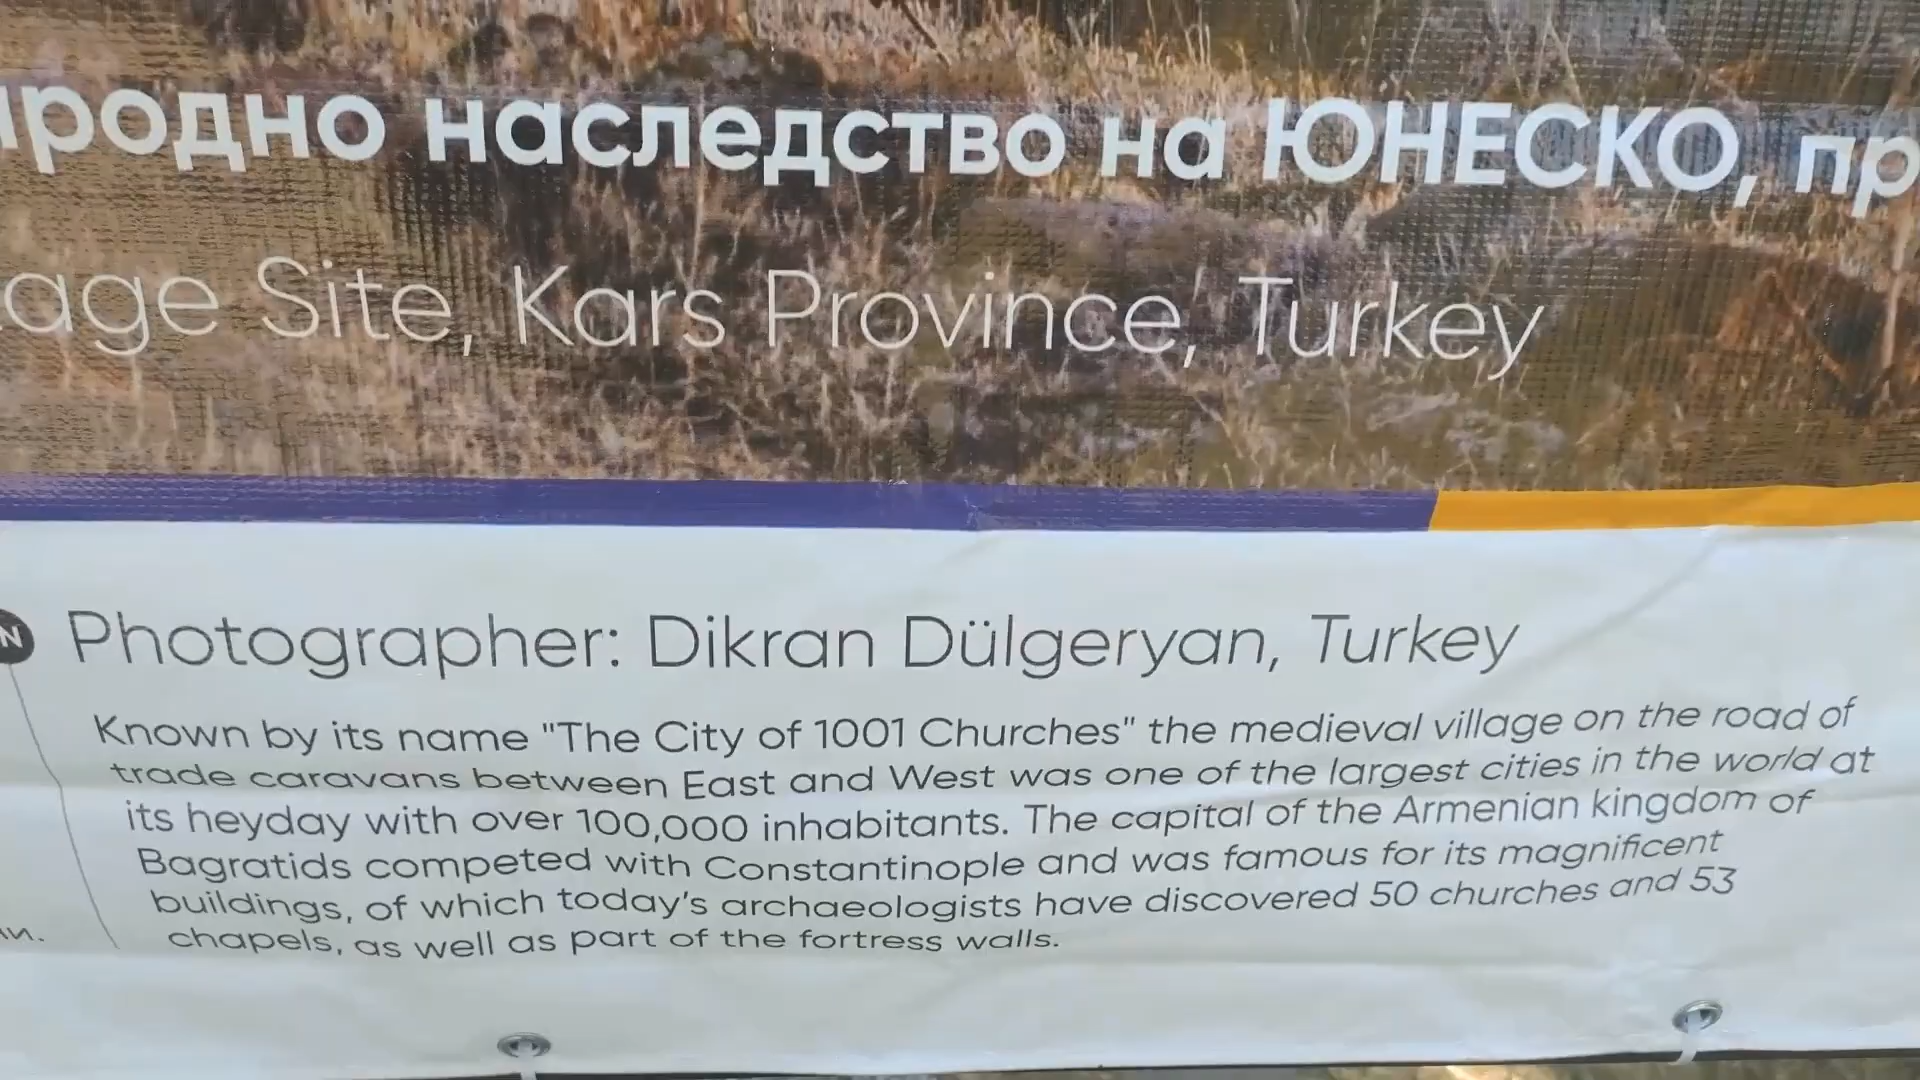 наследство на ЮНЕСКО,
Site, Kars Province, Turkey
Photographer: Dikran Dülgeryan, Turkey
Known by its name "The City of 1001 Churches" the medieval village on the road of
trade caravans between East and West was one of the largest cities in the world at
its heyday with over 100,000 inhabitants. The capital of the Armenian kingdom of
Bagratids competed with Constantinople and was famous for its magnificent
buildings, of which today's archaeologists have discovered 50 churches and 53
chapels, as well as part of the fortress walls.